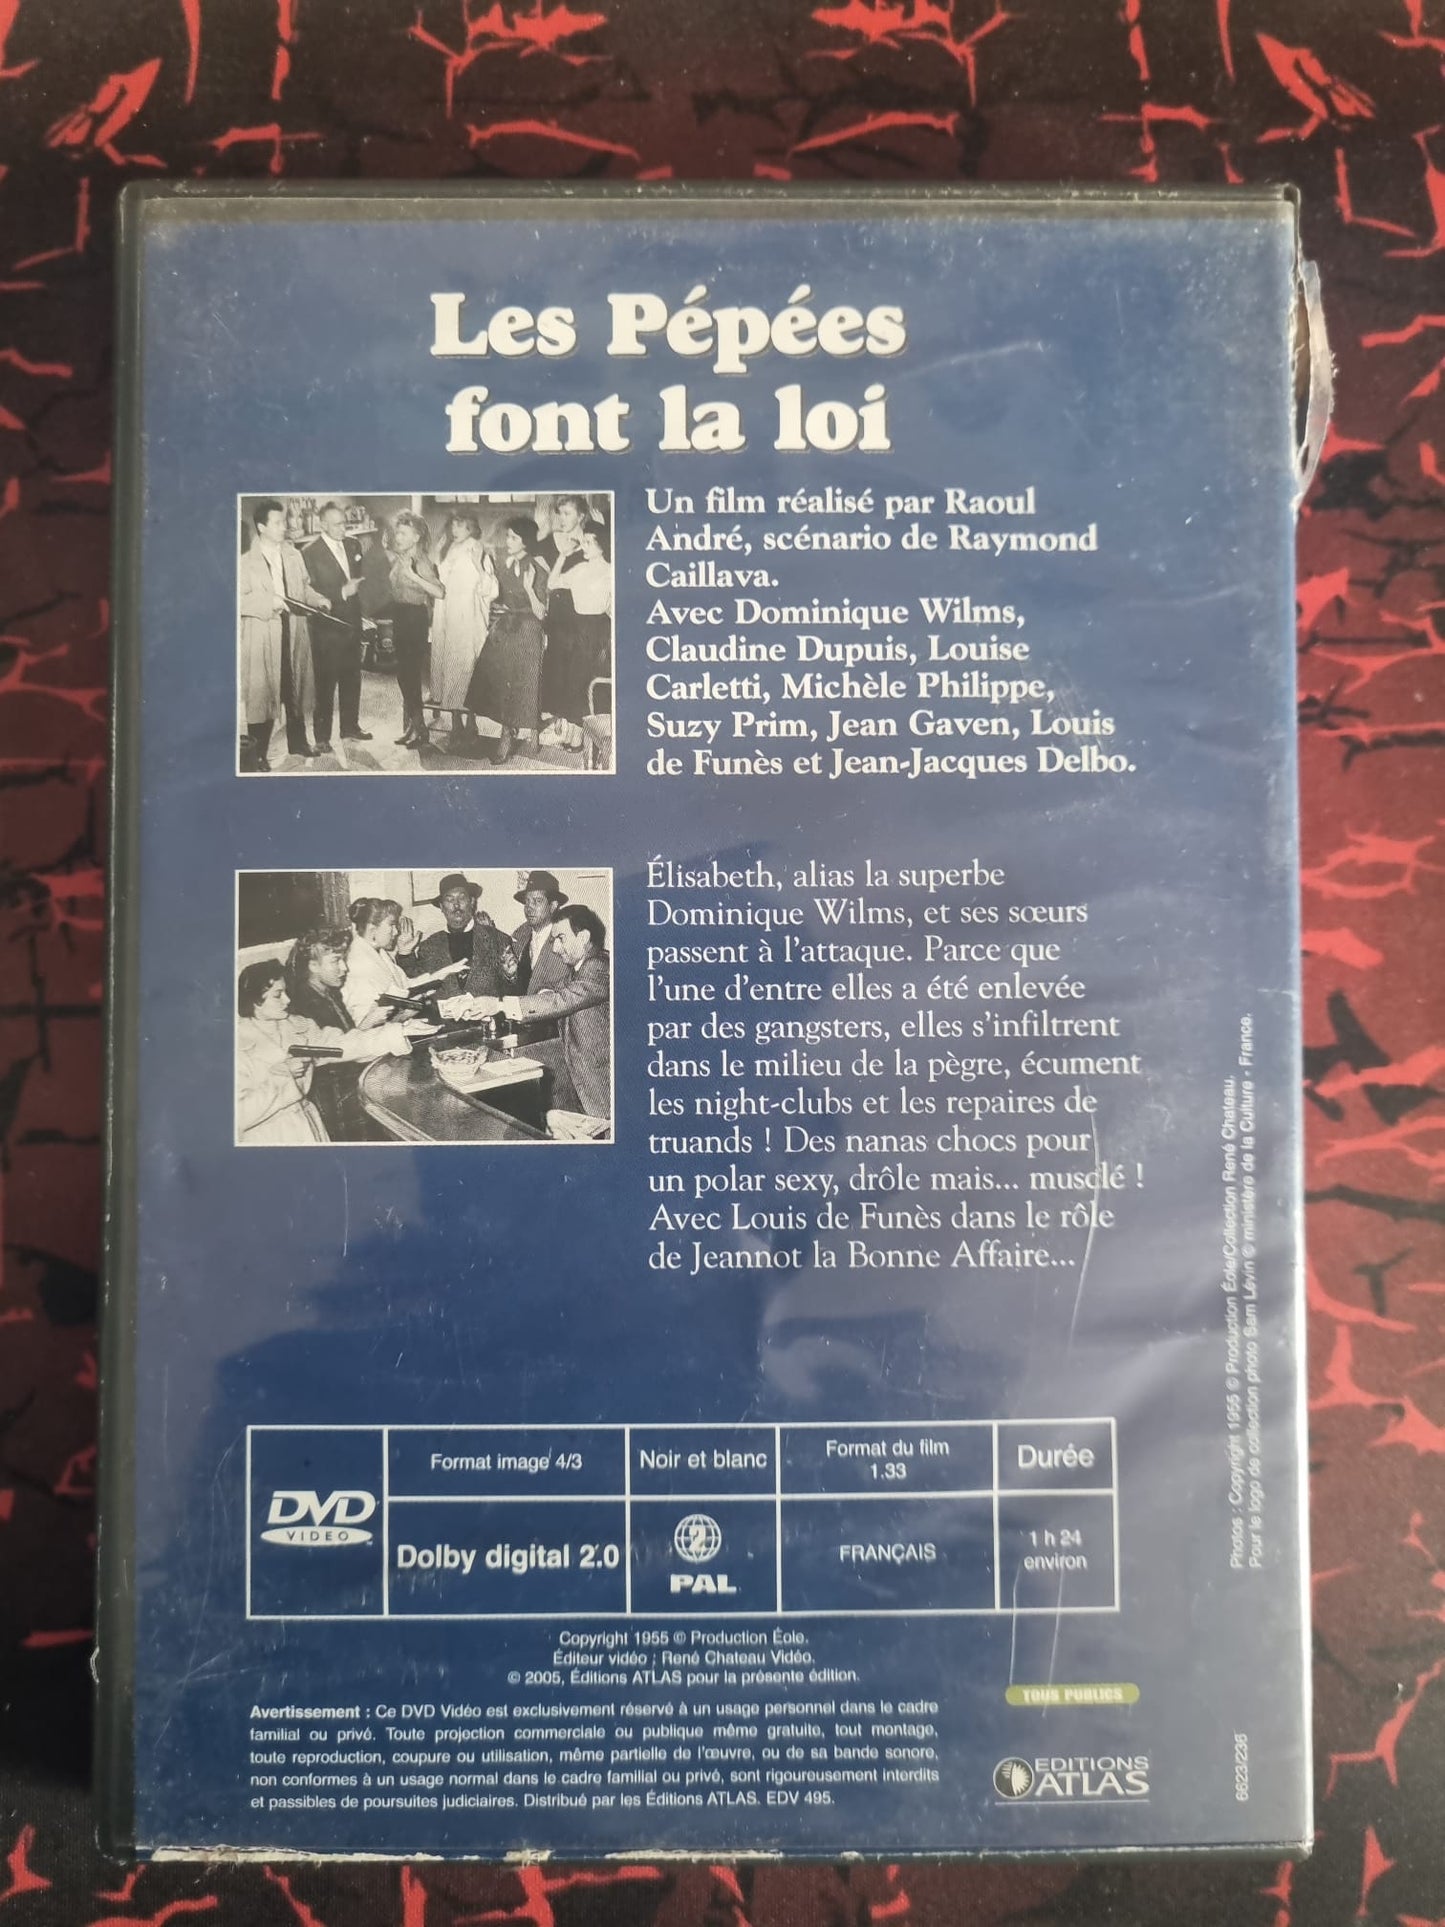 Les Pépées
font la loi
Un film réalisé par Raoul
André, scénario de Raymond
Caillava.
Avec Dominique Wilms,
Claudine Dupuis, Louise
Carletti, Michèle Philippe,
Suzy Prim, Jean Gaven, Louis
de Funès et Jean-Jacques Delbo.
Élisabeth, alias la superbe
Dominique Wilms, et ses sœurs
passent à l'attaque. Parce que
l'une d'entre elles a été enlevée
par des gangsters, elles s'infiltrent
dans le milieu de la pègre, écument
les night-clubs et les repaires de
truands ! Des nanas chocs pour
un polar sexy, drôle mais... musclé !
Avec Louis de Funès dans le rôle
de Jeannot la Bonne Affaire...
Photos : Copyright 1955 © Production Éole/Collection René Chateau.
Pour le logo de collection photo Sam Lévin © ministère de la Culture - France.
DVD
VIDEO
Format image 4/3
Noir et blanc
Format du film
1.33
Durée
Dolby digital 2.0
2
PAL
FRANÇAIS
1 h 24
environ
Copyright 1955 © Production Éole.
Éditeur vidéo : René Chateau Vidéo.
© 2005, Éditions ATLAS pour la présente édition.
Avertissement : Ce DVD Vidéo est exclusivement réservé à un usage personnel dans le cadre
familial ou privé. Toute projection commerciale ou publique même gratuite, tout montage,
toute reproduction, coupure ou utilisation, même partielle de l'œuvre, ou de sa bande sonore,
non conformes à un usage normal dans le cadre familial ou privé, sont rigoureusement interdits
et passibles de poursuites judiciaires. Distribué par les Éditions ATLAS. EDV 495.
TOUS PUBLICS
EDITIONS
ATLAS
6623/236